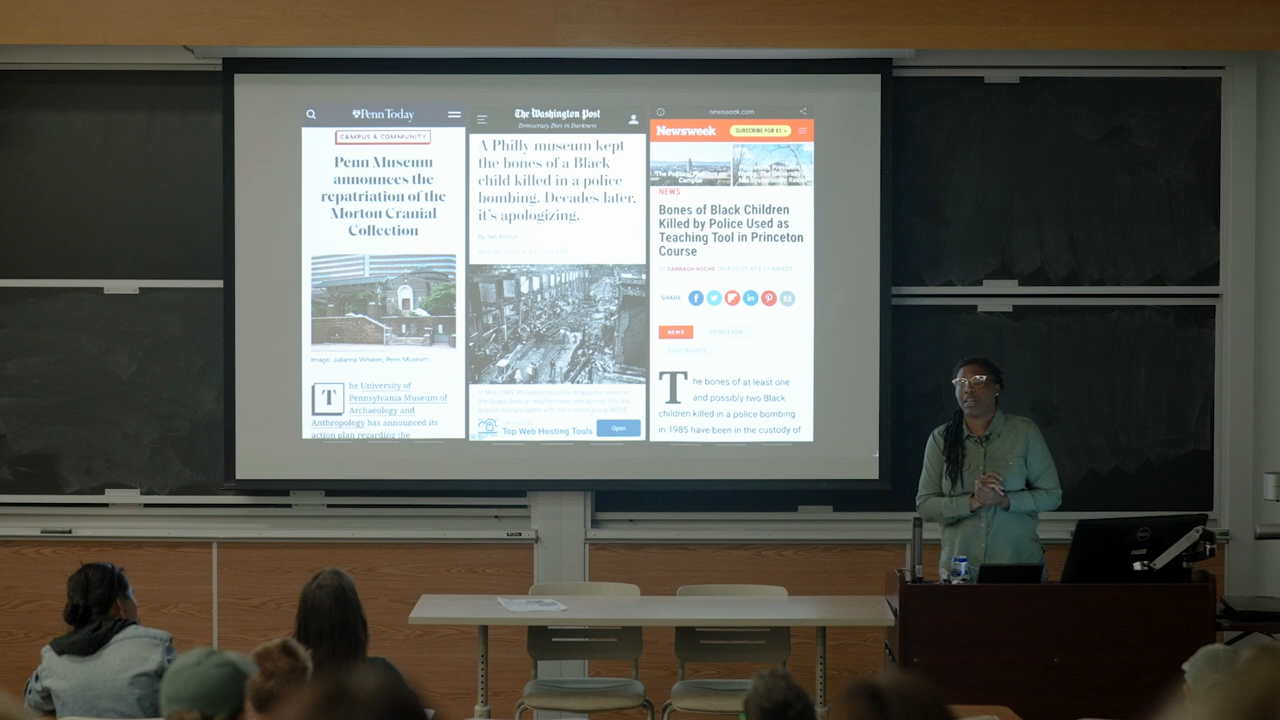 Penn Today
CAMPUS & COMMUNITY
Penn Museum
announces the
repatriation of the
Morton Cranial
Collection
Image: Julianna Whalen, Penn Museum
The University of
Pennsylvania Museum of
Archaeology and
Anthropology has announced its
action plan regarding the
The Washington Post
Democracy Dies in Darkness
A Philly museum kept
the bones of a Black
child killed in a police
bombing. Decades later,
it's apologizing.
Top Web Hosting Tools
Open
newsweek.com
Newsweek
SUBSCRIBE FOR $1
NEWS
Bones of Black Children
Killed by Police Used as
Teaching Tool in Princeton
Course
BY DARRAGH ROCHE
SHARE
NEWS
The bones of at least one
and possibly two Black
children killed in a police bombing
in 1985 have been in the custody of
DELL